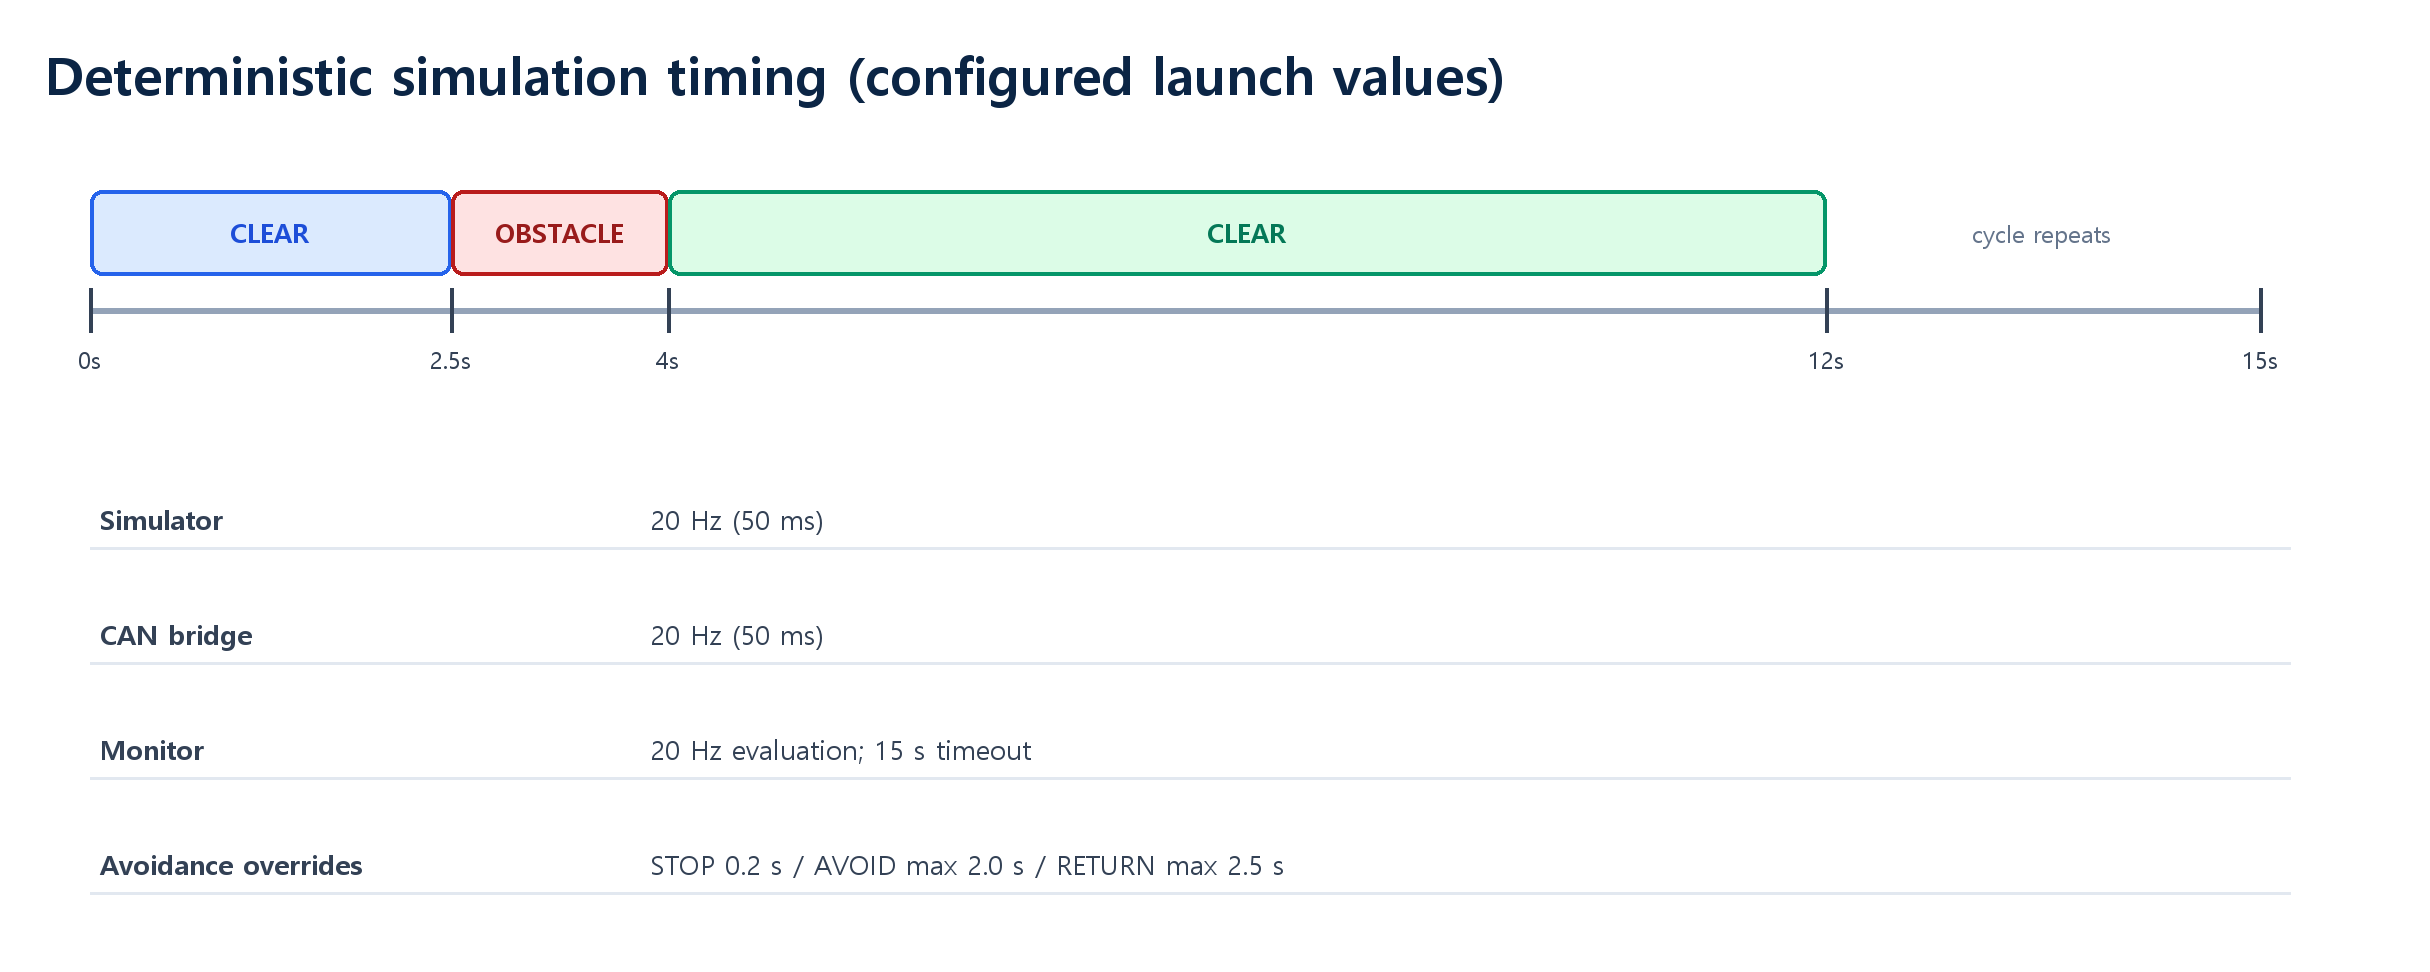 Deterministic simulation timing (configured launch values)
CLEAR OBSTACLE CLEAR cycle repeats
0s 2.5s 4s 12s 15s
Simulator 20 Hz (50 ms)
CAN bridge 20 Hz (50 ms)
Monitor 20 Hz evaluation; 15 s timeout
Avoidance overrides STOP 0.2 s / AVOID max 2.0 s / RETURN max 2.5 s